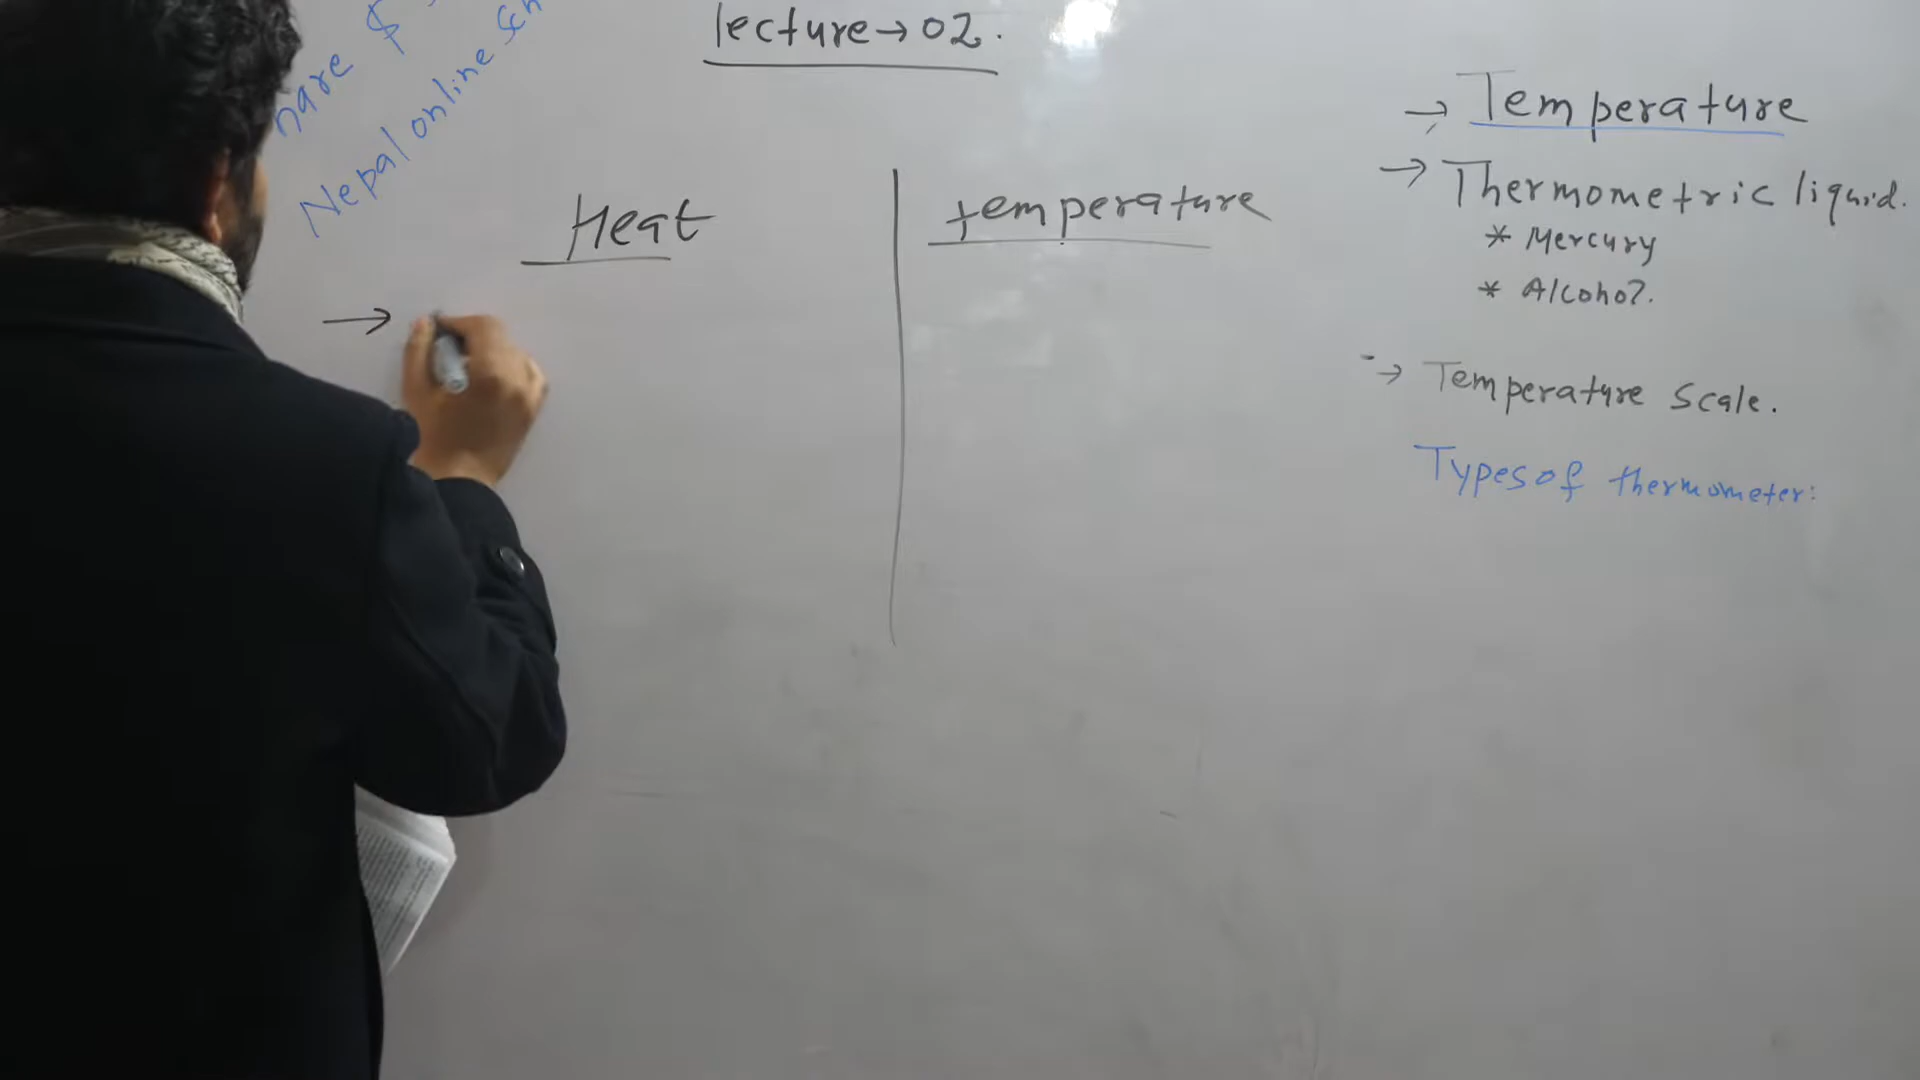 lecture → 02.
Nepal online
Heat
temperature
→
→ Temperature
→ Thermometric liquid.
* Mercury
* Alcohol.
→ Temperature Scale.
Types of thermometer: